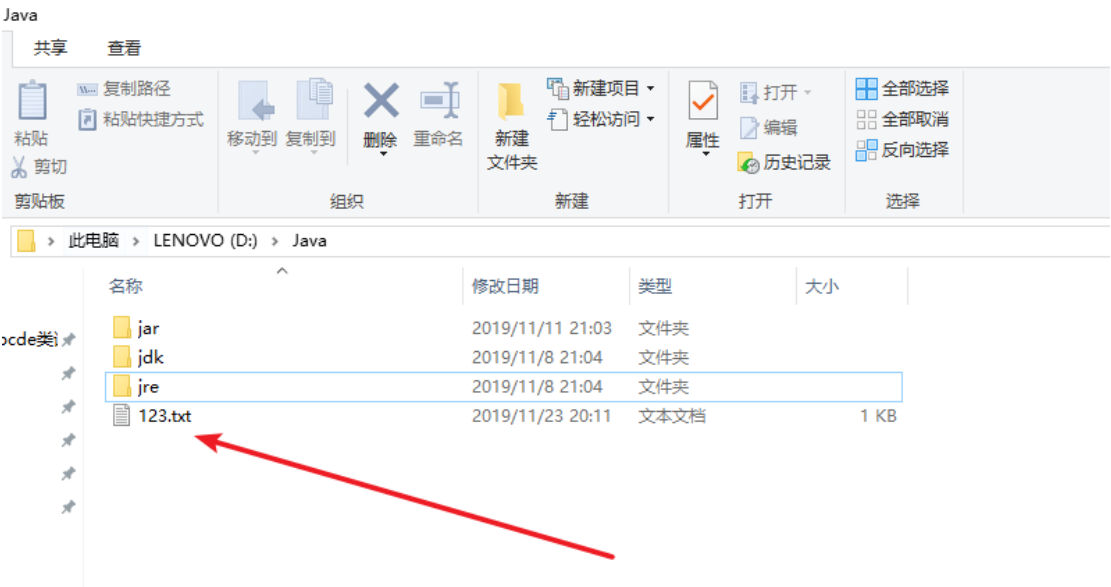 Java
共享 查看
复制路径
粘贴快捷方式
粘贴
剪切
剪贴板
移动到 复制到 删除 重命名
组织
新建项目
轻松访问
新建
文件夹
新建
属性
打开
编辑
历史记录
打开
全部选择
全部取消
反向选择
选择
此电脑 LENOVO (D:) Java
名称 修改日期 类型 大小
jar 2019/11/11 21:03 文件夹
jdk 2019/11/8 21:04 文件夹
jre 2019/11/8 21:04 文件夹
123.txt 2019/11/23 20:11 文本文档 1 KB